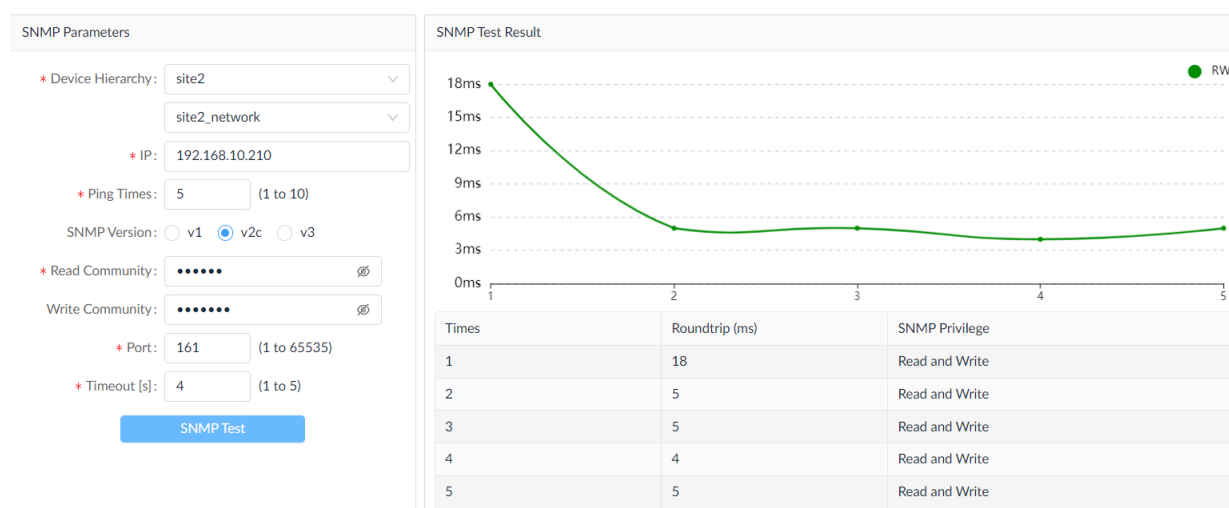 SNMP Parameters
* Device Hierarchy: site2
site2_network
* IP: 192.168.10.210
* Ping Times: 5 (1 to 10)
SNMP Version: v1 v2c v3
* Read Community: ••••••
Write Community: •••••••
* Port: 161 (1 to 65535)
* Timeout [s]: 4 (1 to 5)
SNMP Test
SNMP Test Result
RW
18ms
15ms
12ms
9ms
6ms
3ms
0ms
1 2 3 4 5
Times Roundtrip (ms) SNMP Privilege
1 18 Read and Write
2 5 Read and Write
3 5 Read and Write
4 4 Read and Write
5 5 Read and Write